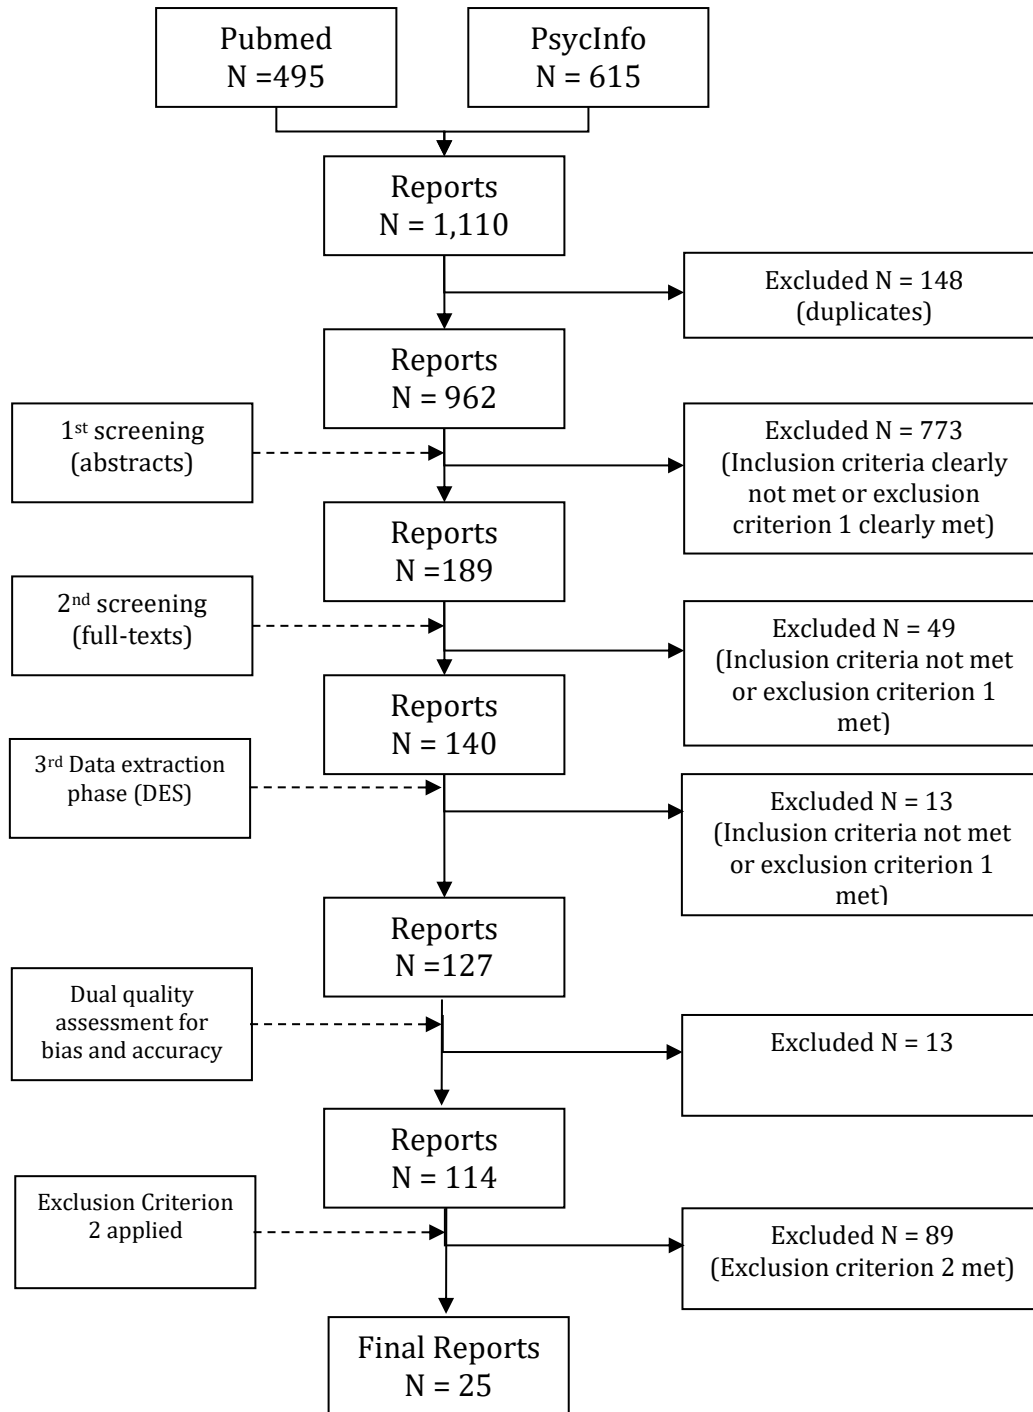 Pubmed
N =495
PsycInfo
N = 615
Reports
N = 1,110
Excluded N = 148
(duplicates)
Reports
N = 962
1st screening
(abstracts)
Excluded N = 773
(Inclusion criteria clearly
not met or exclusion
criterion 1 clearly met)
Reports
N =189
2nd screening
(full-texts)
Excluded N = 49
(Inclusion criteria not met
or exclusion criterion 1
met)
Reports
N = 140
3rd Data extraction
phase (DES)
Excluded N = 13
(Inclusion criteria not met
or exclusion criterion 1
met)
Reports
N =127
Dual quality
assessment for
bias and accuracy
Excluded N = 13
Reports
N = 114
Exclusion Criterion
2 applied
Excluded N = 89
(Exclusion criterion 2 met)
Final Reports
N = 25